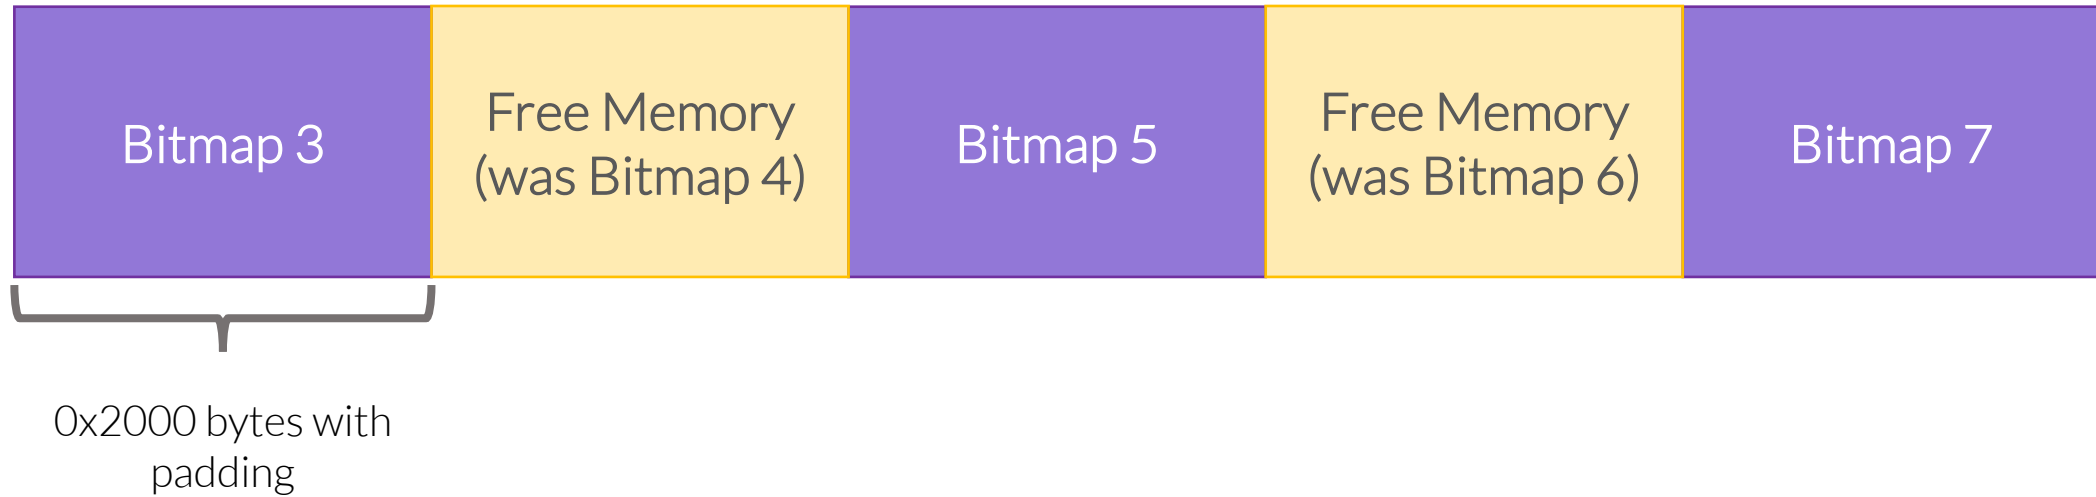 Bitmap 3
Free Memory
(was Bitmap 4)
Bitmap 5
Free Memory
(was Bitmap 6)
Bitmap 7
0x2000 bytes with
padding